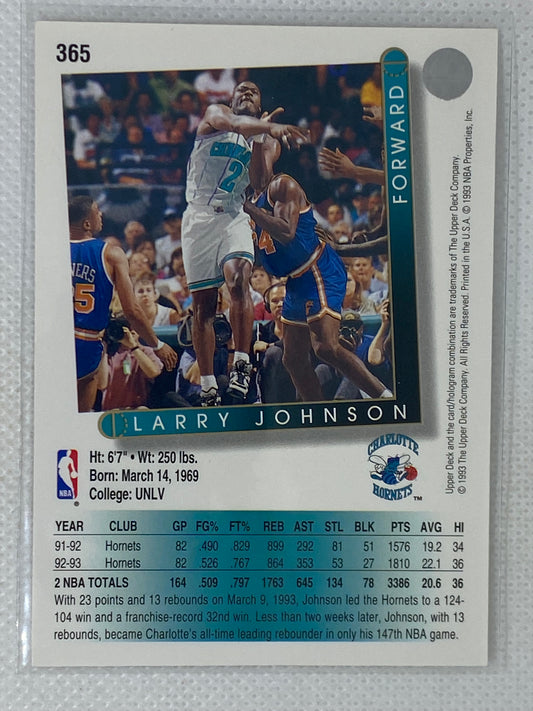 365
FORWARD
2
4
NERS
5
LARRY JOHNSON
Upper Deck and the card/hologram combination are trademarks of The Upper Deck Company.
© 1993 The Upper Deck Company. All Rights Reserved. Printed in the U.S.A. © 1993 NBA Properties, Inc.
NBA
Ht: 6'7" • Wt: 250 lbs.
Born: March 14, 1969
College: UNLV
CHARLOTTE
HORNETS
TM
YEAR CLUB GP FG% FT% REB AST STL BLK PTS AVG HI
91-92 Hornets 82 .490 .829 899 292 81 51 1576 19.2 34
92-93 Hornets 82 .526 .767 864 353 53 27 1810 22.1 36
2 NBA TOTALS 164 .509 .797 1763 645 134 78 3386 20.6 36
With 23 points and 13 rebounds on March 9, 1993, Johnson led the Hornets to a 124-
104 win and a franchise-record 32nd win. Less than two weeks later, Johnson, with 13
rebounds, became Charlotte's all-time leading rebounder in only his 147th NBA game.